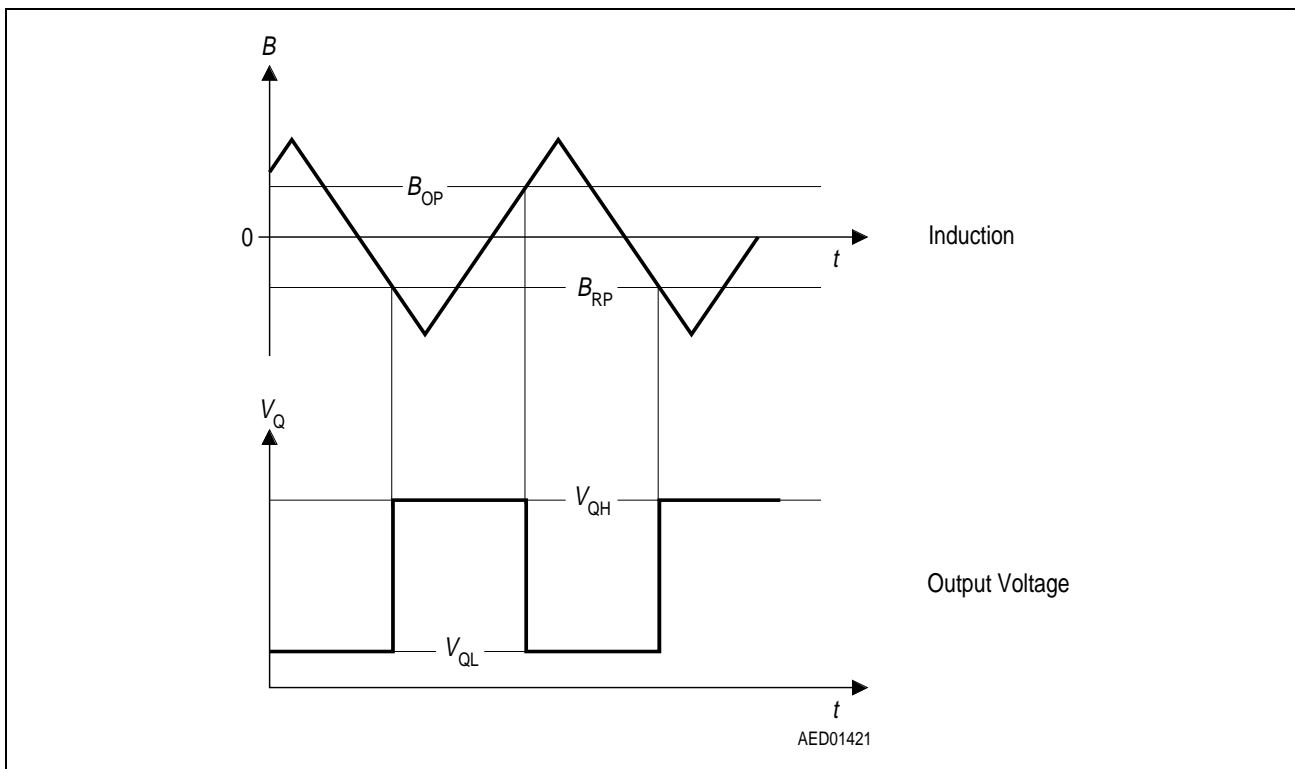 B
B_OP
0
t
Induction
B_RP
V_Q
V_QH
Output Voltage
V_QL
t
AED01421